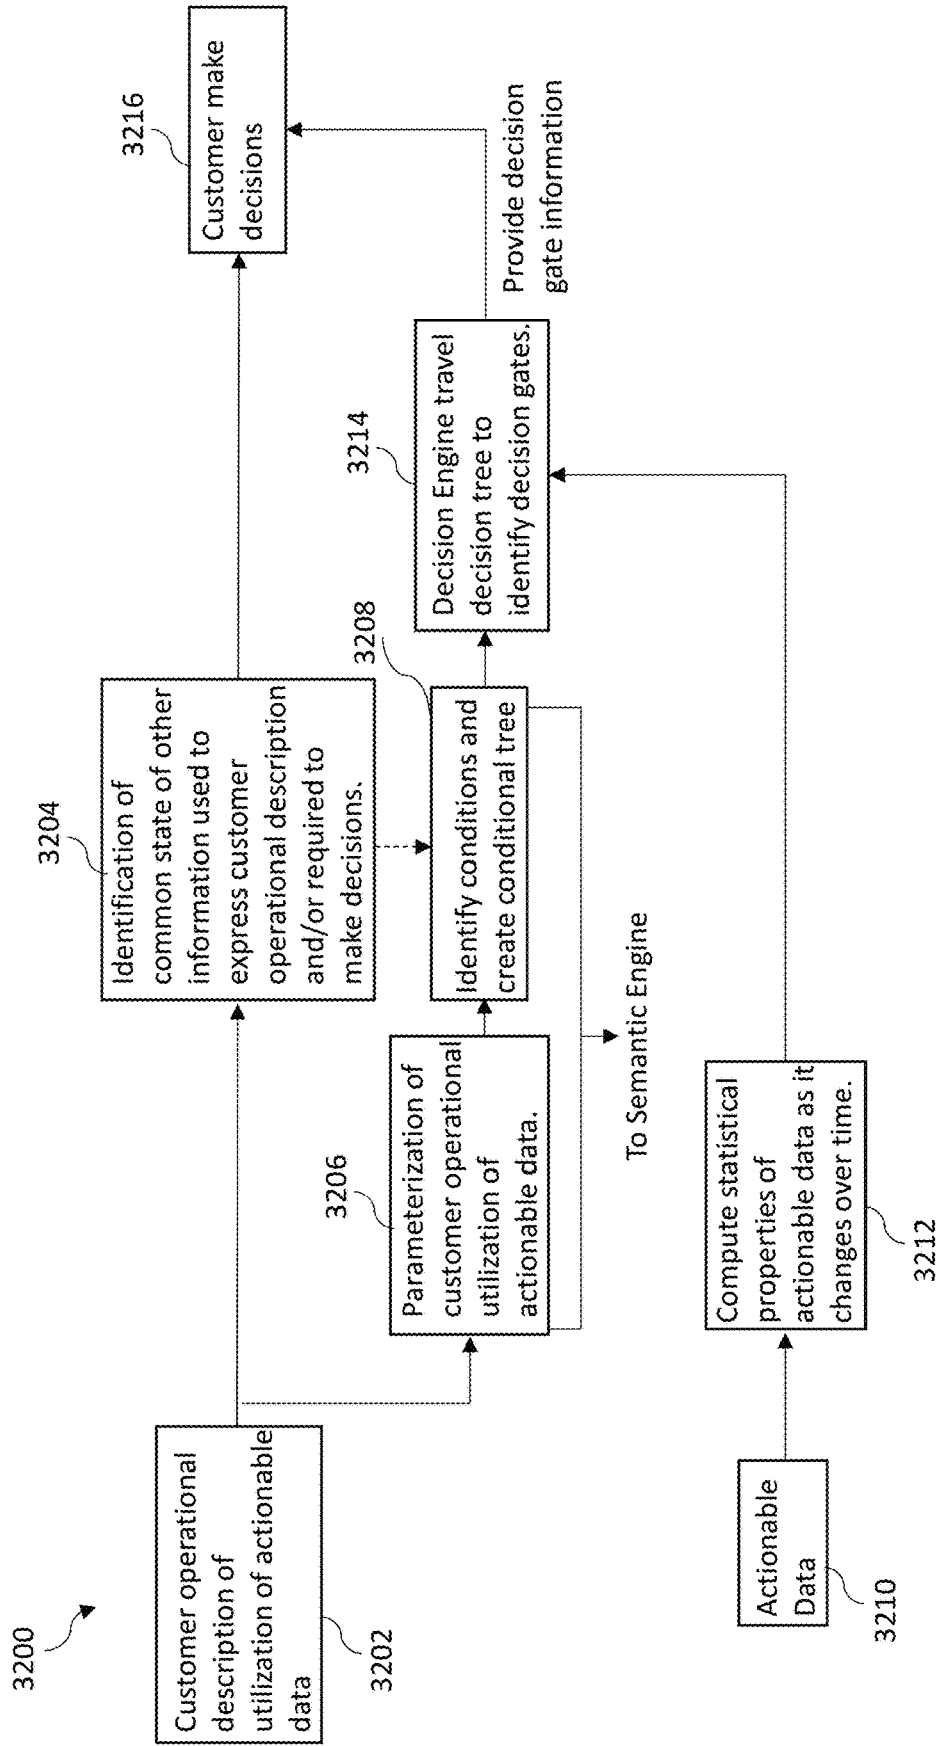 3200
Customer operational
description of
utilization of actionable
data
3202
3204
Identification of
common state of other
information used to
express customer
operational description
and/or required to
make decisions.
3216
Customer make
decisions
3206
Parameterization of
customer operational
utilization of
actionable data.
3208
Identify conditions and
create conditional tree
3214
Decision Engine travel
decision tree to
identify decision gates.
Provide decision
gate information
To Semantic Engine
Actionable
Data
3210
Compute statistical
properties of
actionable data as it
changes over time.
3212